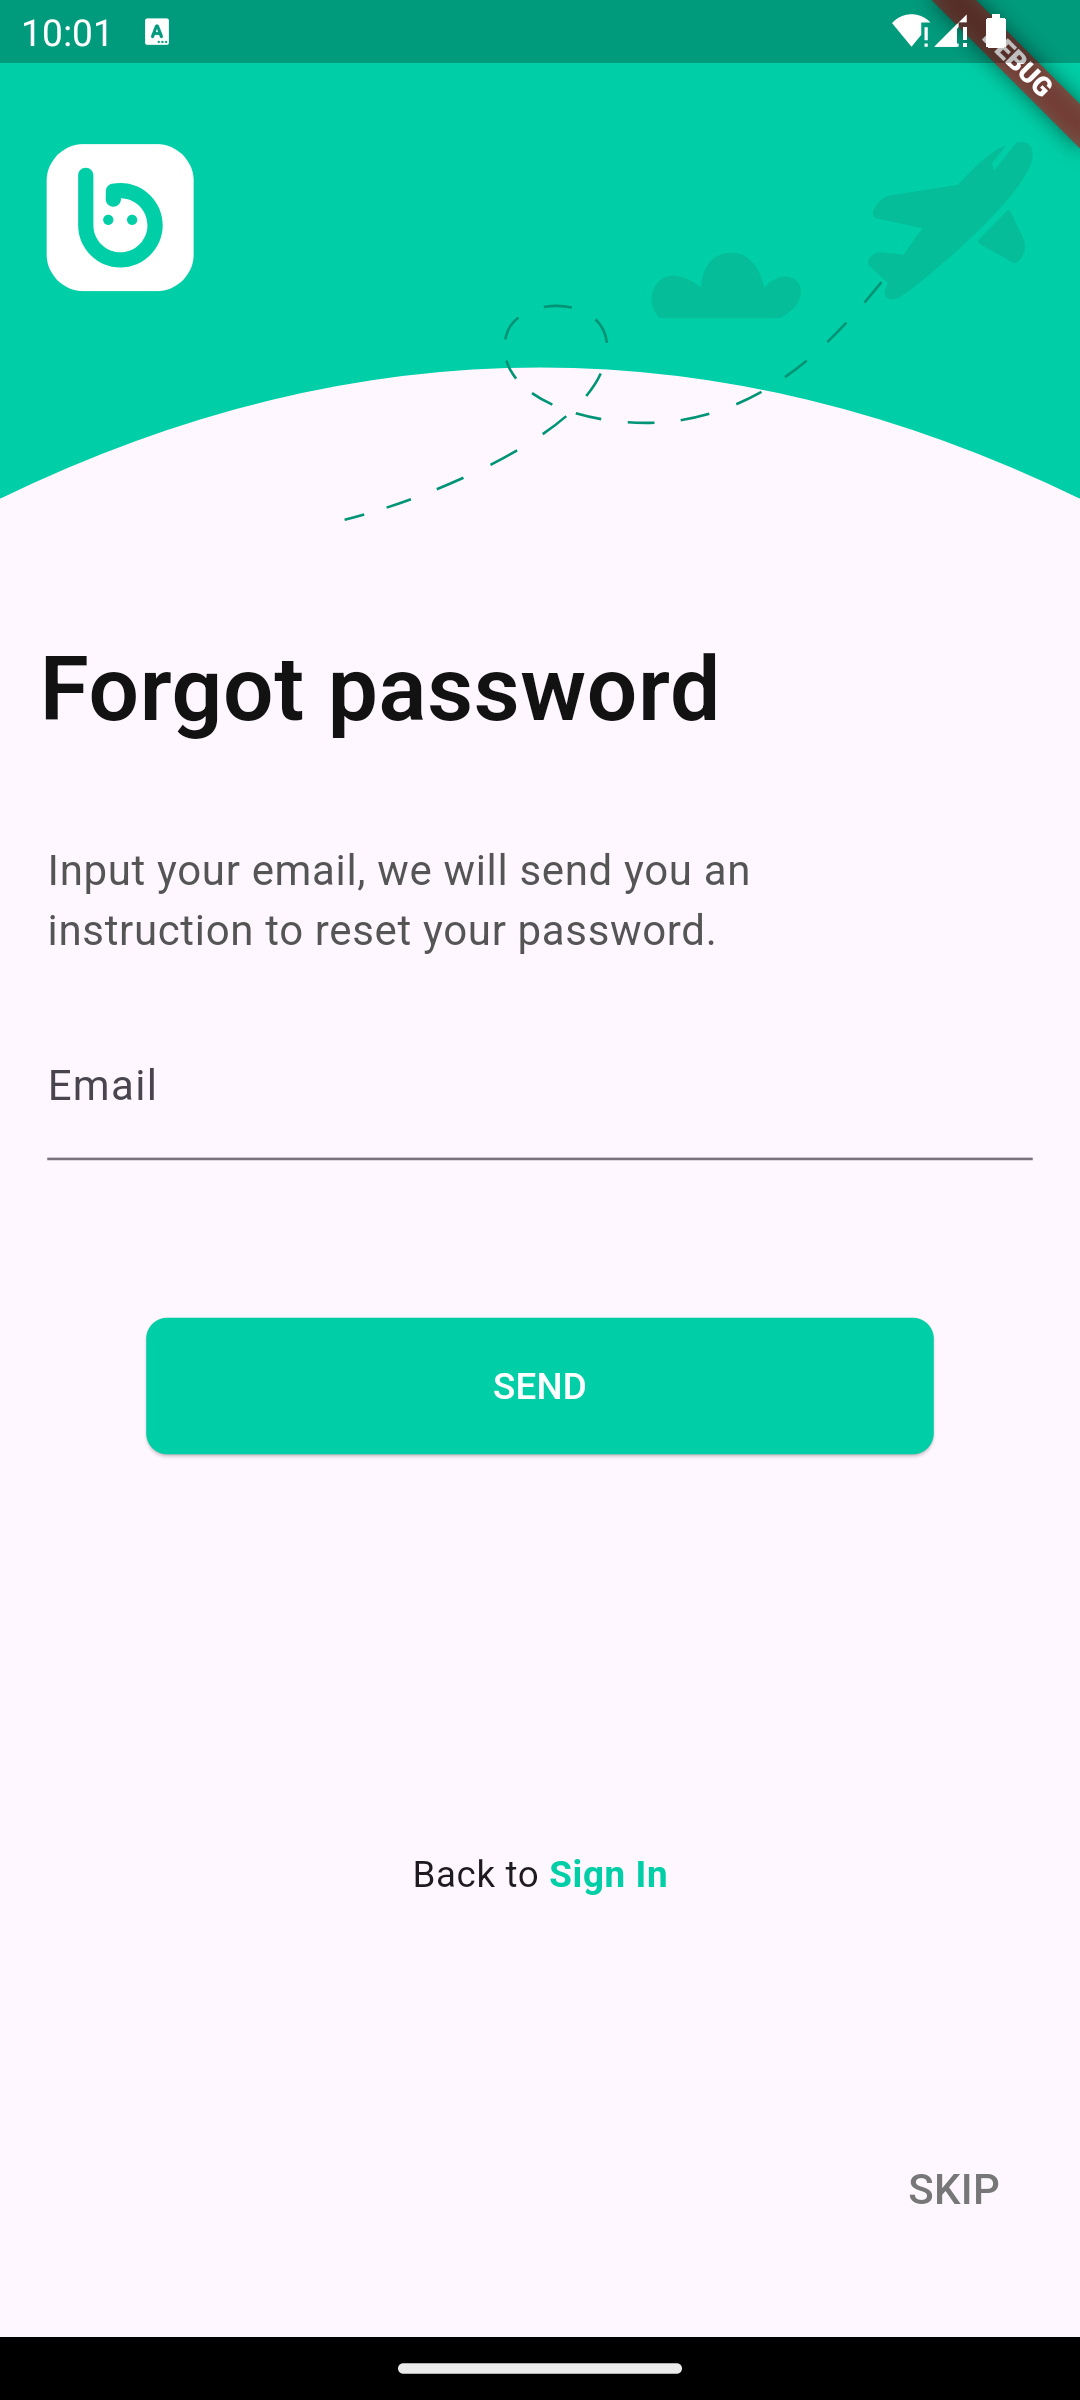 10:01
DEBUG
Forgot password
Input your email, we will send you an
instruction to reset your password.
Email
SEND
Back to Sign In
SKIP